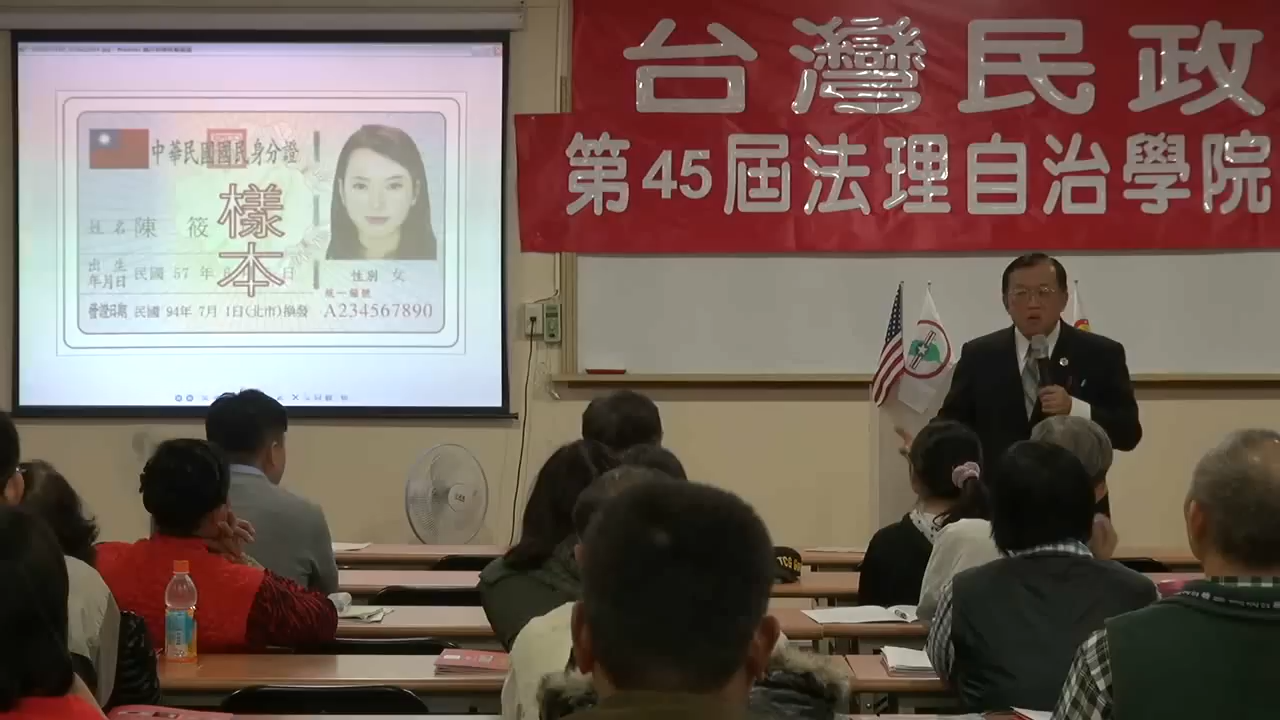 台灣民政
第45屆法理自治學院
中華民國國民身分證
樣本
姓名 陳 筱
出生年月日 民國 57 年 日
性別 女
統一編號
發證日期 民國 94年 7月 1日(北市)換發
A234567890